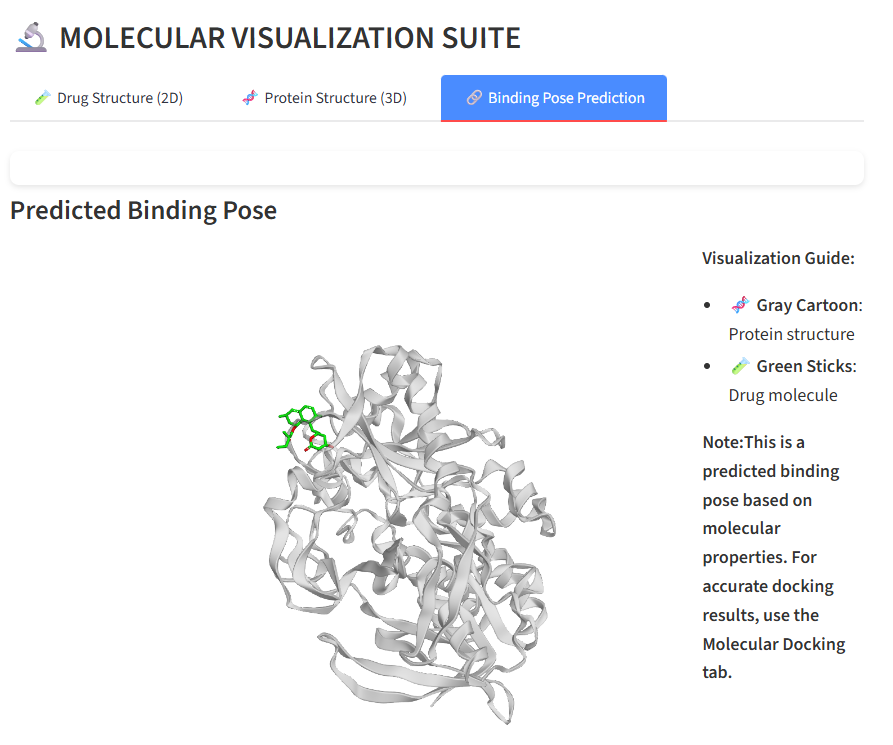 MOLECULAR VISUALIZATION SUITE
Drug Structure (2D)
Protein Structure (3D)
Binding Pose Prediction
Predicted Binding Pose
Visualization Guide:
Gray Cartoon:
Protein structure
Green Sticks:
Drug molecule
Note:This is a
predicted binding
pose based on
molecular
properties. For
accurate docking
results, use the
Molecular Docking
tab.